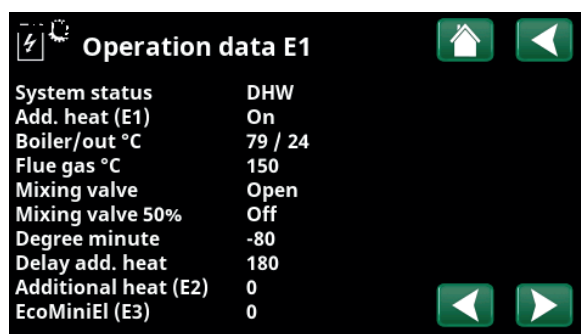 Operation data E1
System status DHW
Add. heat (E1) On
Boiler/out °C 79 / 24
Flue gas °C 150
Mixing valve Open
Mixing valve 50% Off
Degree minute -80
Delay add. heat 180
Additional heat (E2) 0
EcoMiniEl (E3) 0